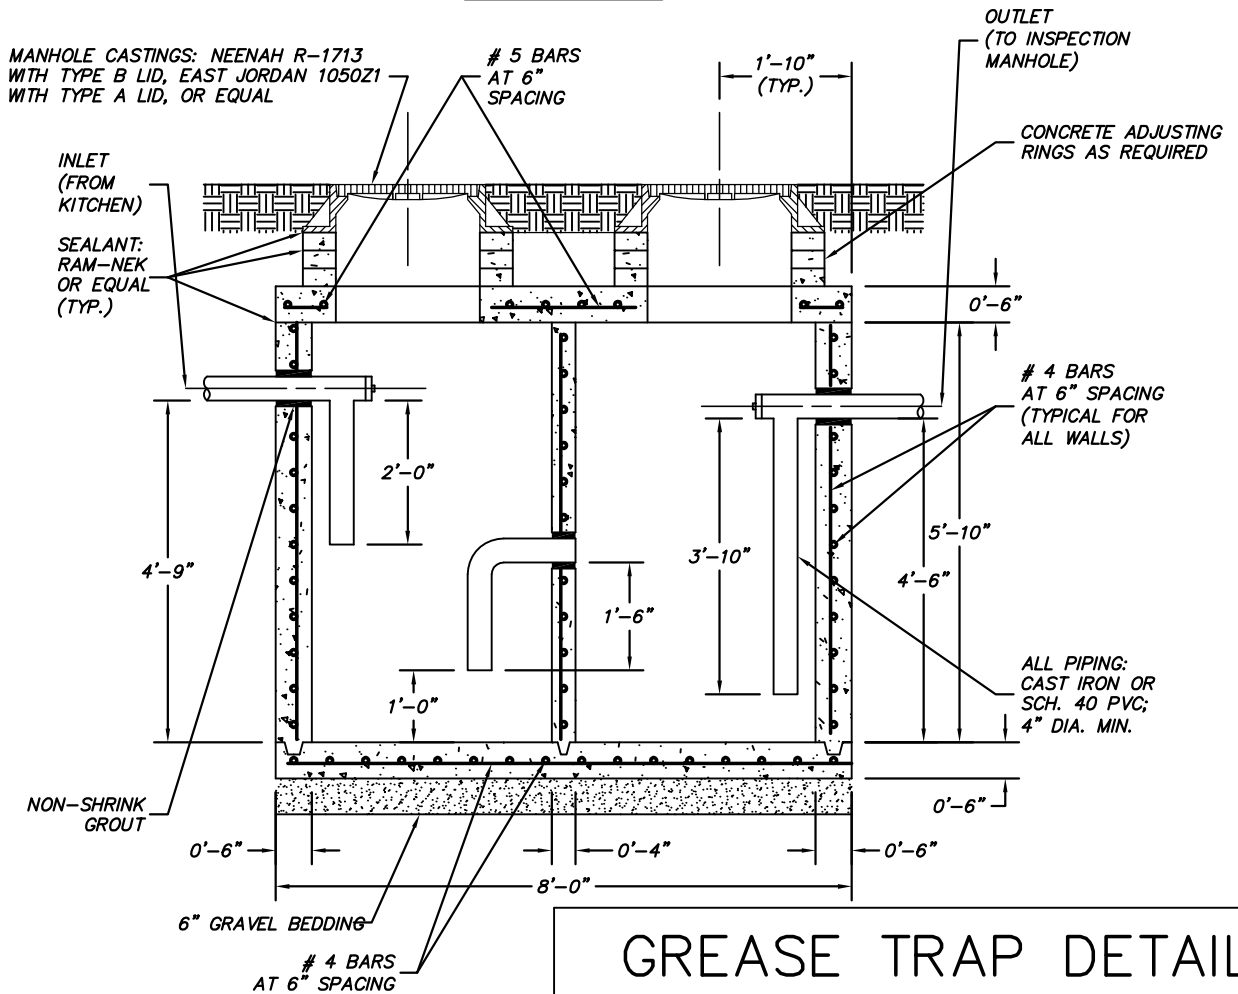 OUTLET
(TO INSPECTION
MANHOLE)
MANHOLE CASTINGS: NEENAH R-1713
WITH TYPE B LID, EAST JORDAN 1050Z1
WITH TYPE A LID, OR EQUAL
# 5 BARS
AT 6"
SPACING
1'-10"
(TYP.)
CONCRETE ADJUSTING
RINGS AS REQUIRED
INLET
(FROM
KITCHEN)
SEALANT:
RAM-NEK
OR EQUAL
(TYP.)
0'-6"
# 4 BARS
AT 6" SPACING
(TYPICAL FOR
ALL WALLS)
2'-0"
5'-10"
3'-10"
4'-9"
4'-6"
1'-6"
ALL PIPING:
CAST IRON OR
SCH. 40 PVC;
4" DIA. MIN.
1'-0"
NON-SHRINK
GROUT
0'-6"
0'-6"
0'-4"
0'-6"
8'-0"
6" GRAVEL BEDDING
# 4 BARS
AT 6" SPACING
GREASE TRAP DETAIL